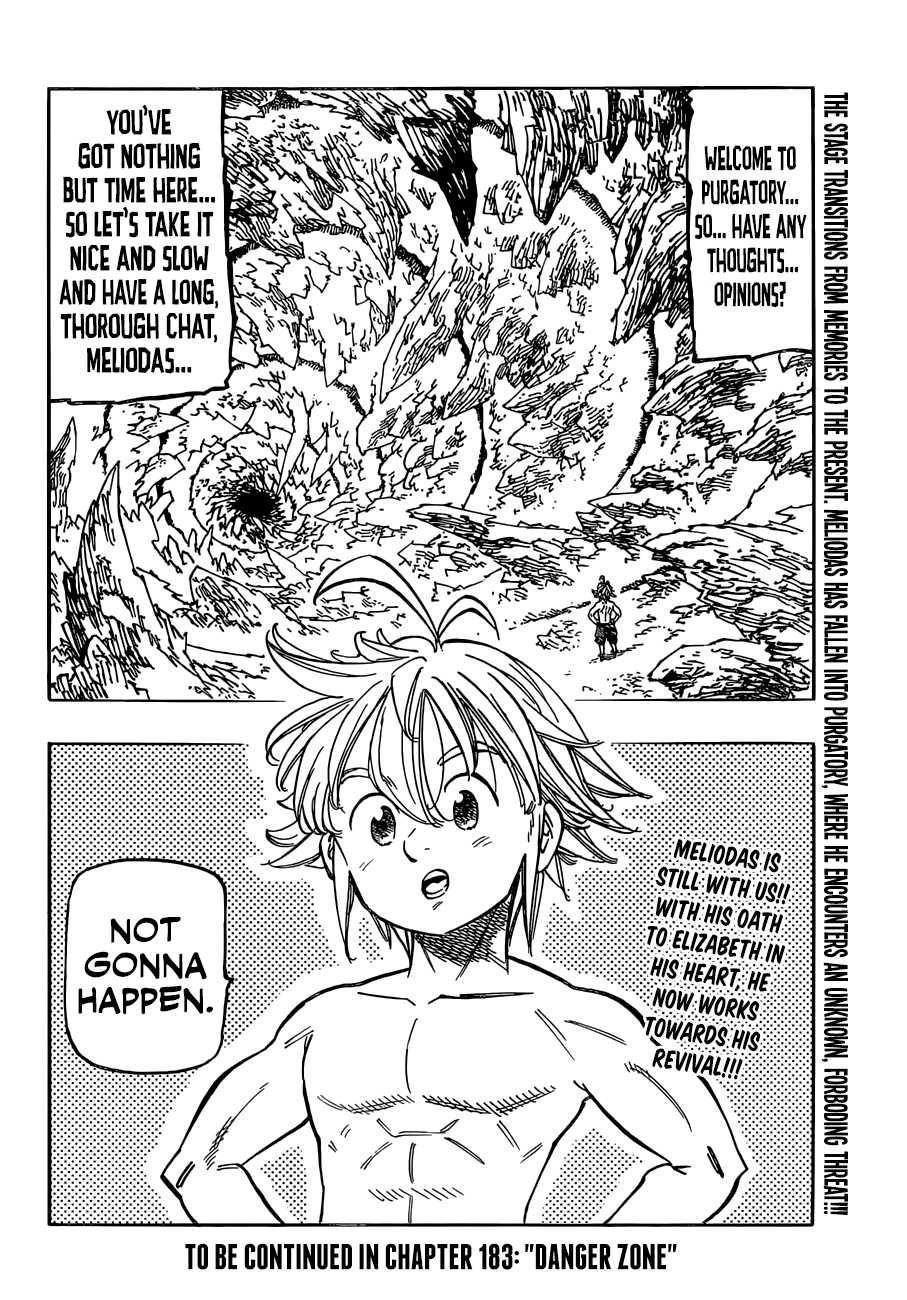 WELCOME TO
PURGATORY...
SO... HAVE ANY
THOUGHTS...
OPINIONS?
YOU'VE
GOT NOTHING
BUT TIME HERE...
SO LET'S TAKE IT
NICE AND SLOW
AND HAVE A LONG,
THOROUGH CHAT,
MELIODAS...
THE STAGE TRANSITIONS FROM MEMORIES TO THE PRESENT. MELIODAS HAS FALLEN INTO PURGATORY, WHERE HE ENCOUNTERS AN UNKNOWN, FORBODING THREAT!!!
MELIODAS IS
STILL WITH US!!
WITH HIS OATH
TO ELIZABETH IN
HIS HEART, HE
NOW WORKS
TOWARDS HIS
REVIVAL!!!
NOT
GONNA
HAPPEN.
TO BE CONTINUED IN CHAPTER 183: "DANGER ZONE"